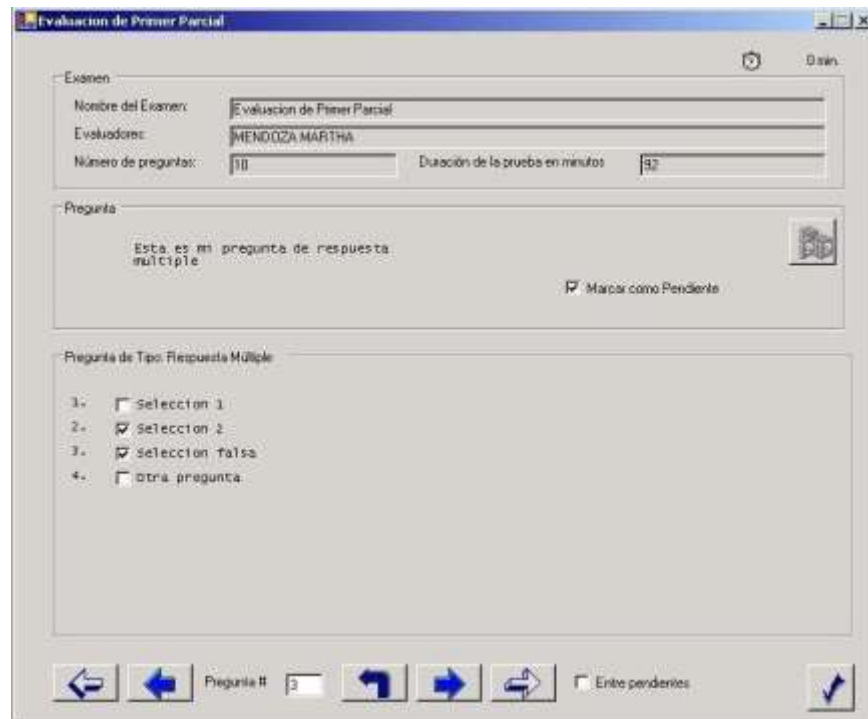 Evaluacion de Primer Parcial
0 min.
Examen
Nombre del Examen: Evaluacion de Primer Parcial
Evaluadores: MENDOZA MARTHA
Número de preguntas: 10 Duración de la prueba en minutos 92
Pregunta
Esta es mi pregunta de respuesta
multiple
Marcar como Pendiente
Pregunta de Tipo: Respuesta Múltiple
1. Seleccion 1
2. Seleccion 2
3. Seleccion falsa
4. Otra pregunta
Pregunta # 3 Entre pendientes